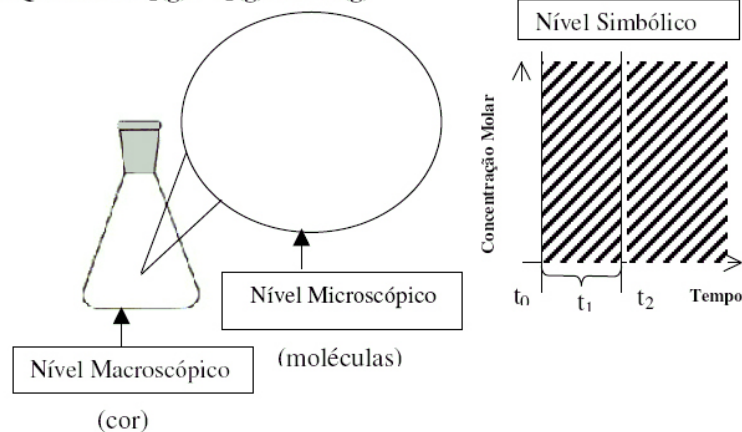 Nível Simbólico
Concentração Molar
Nível Microscópico
t₀ t₁ t₂ Tempo
(moléculas)
Nível Macroscópico
(cor)